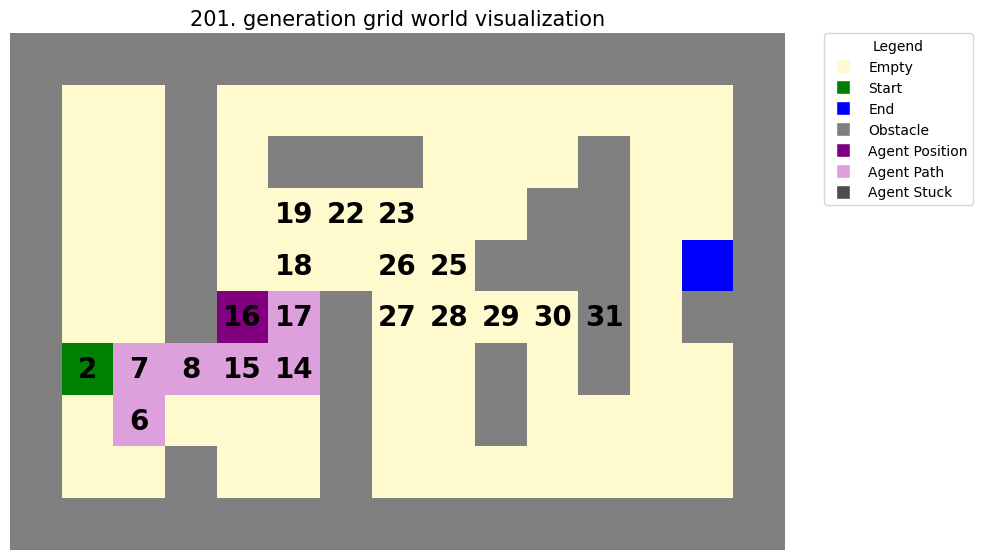 201. generation grid world visualization
Legend
Empty
Start
End
Obstacle
Agent Position
Agent Path
Agent Stuck
19 22 23
18 26 25
16 17 27 28 29 30 31
2 7 8 15 14
6